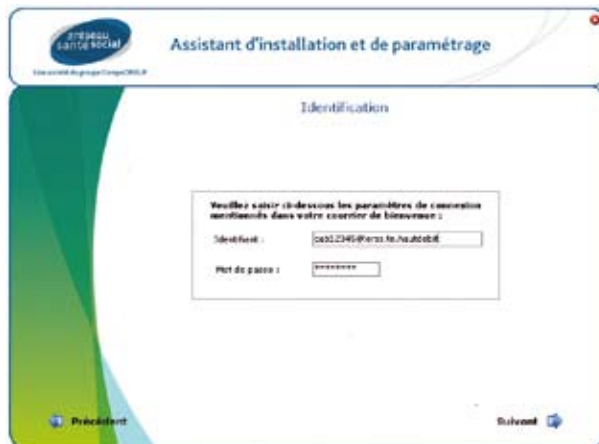 réseau
santé social
Assistant d'installation et de paramétrage
Identification
Veuillez saisir ci-dessous les paramètres de connexion
mentionnés dans votre courrier de bienvenue :
Identifiant :
Mot de passe : ********
Précédent
Suivant